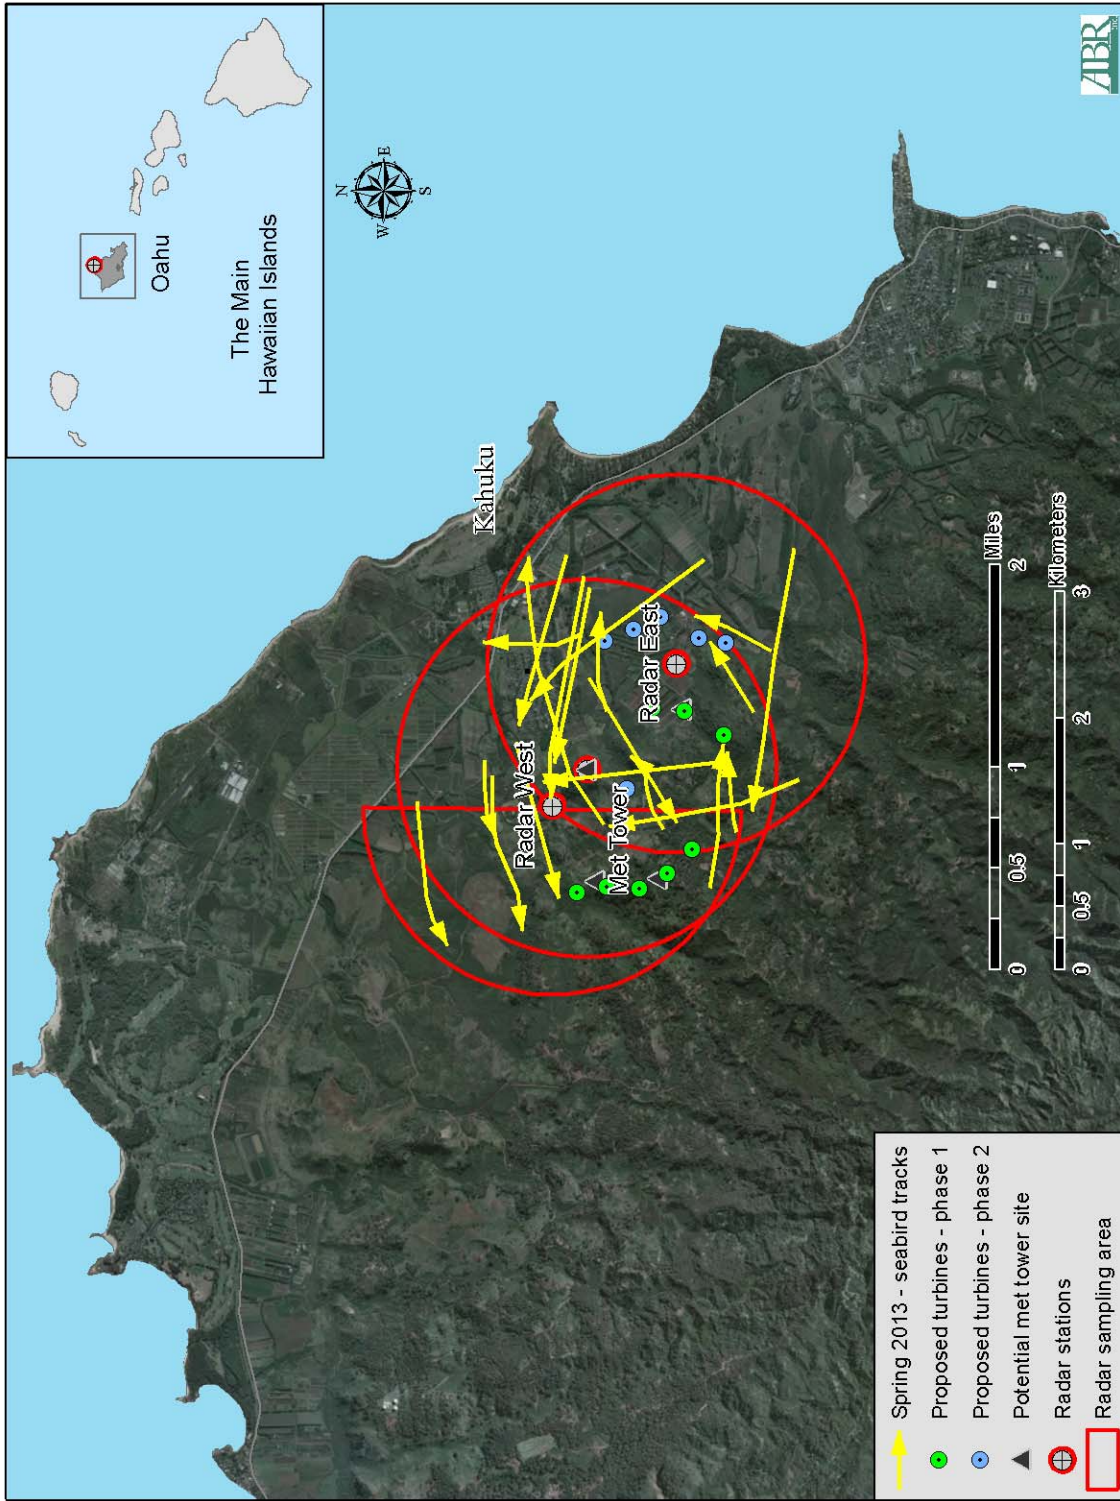 Oahu
The Main
Hawaiian Islands
N
W
E
S
Kahuku
Radar West
Radar East
Met Tower
Miles
0
0.5
1
2
Kilometers
0
0.5
1
2
3
Spring 2013 - seabird tracks
Proposed turbines - phase 1
Proposed turbines - phase 2
Potential met tower site
Radar stations
Radar sampling area
ABR